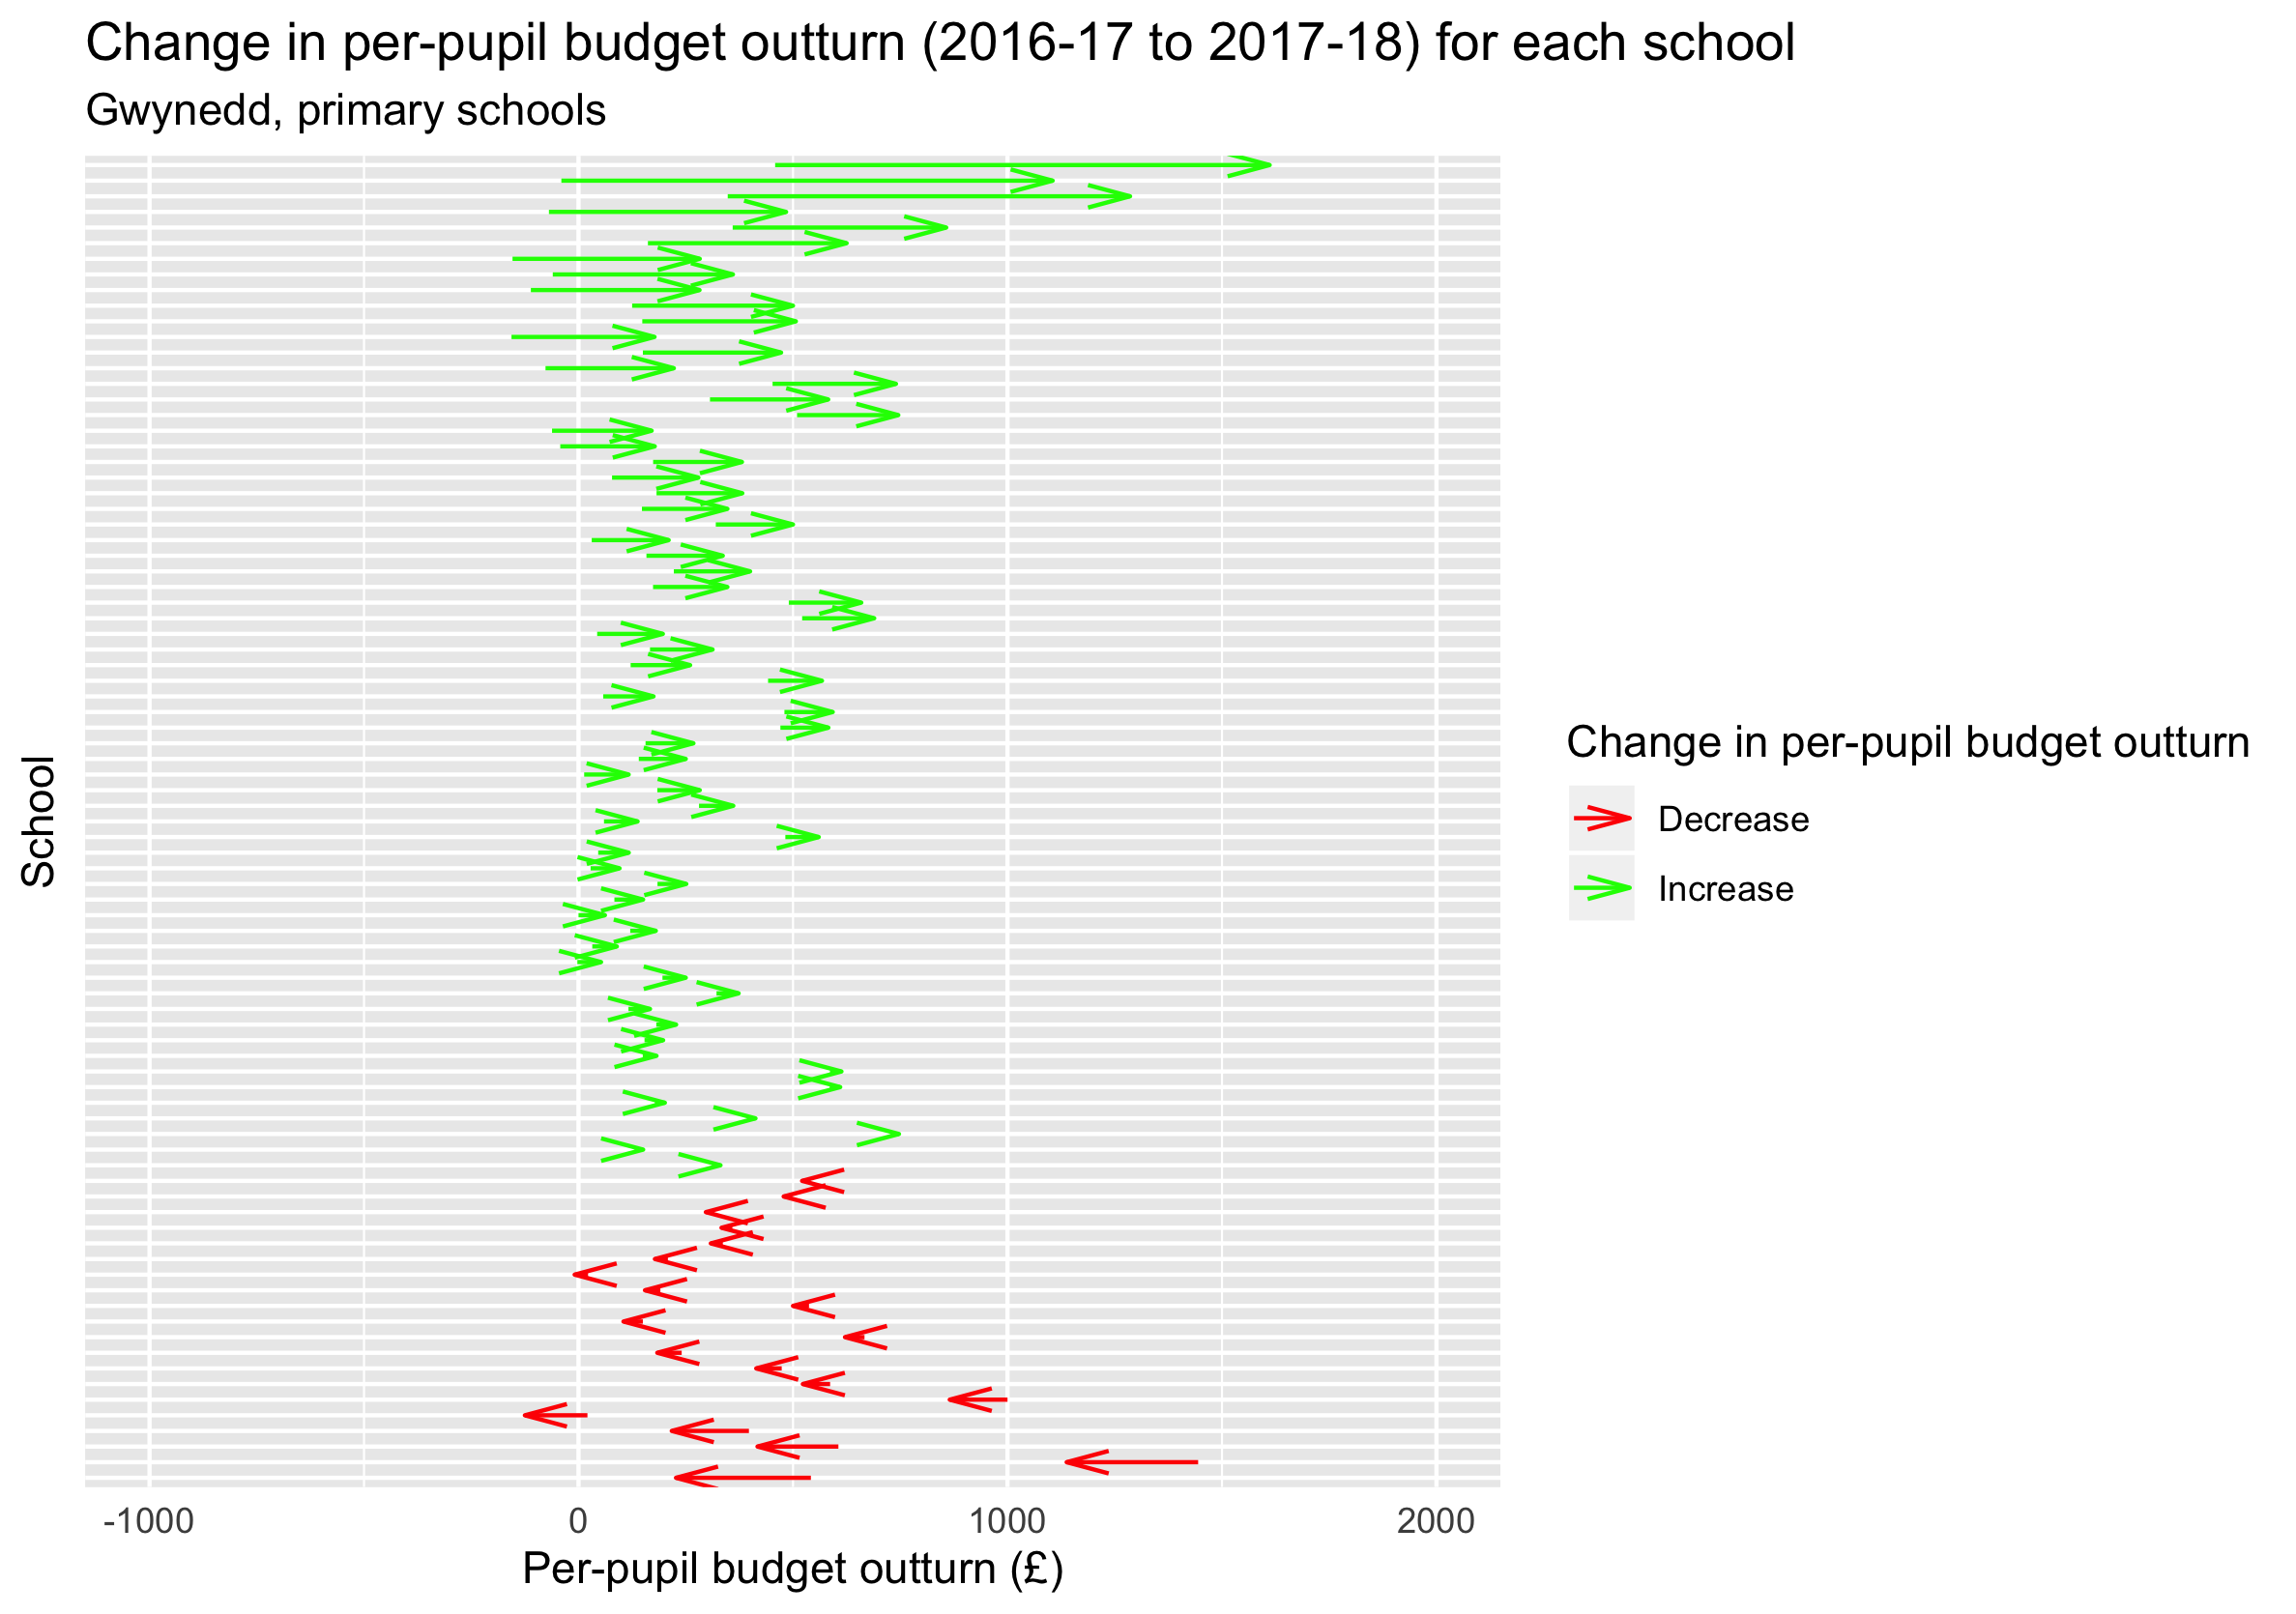 Change in per-pupil budget outturn (2016-17 to 2017-18) for each school
Gwynedd, primary schools
School
Change in per-pupil budget outturn
Decrease
Increase
-1000
0
1000
2000
Per-pupil budget outturn (£)